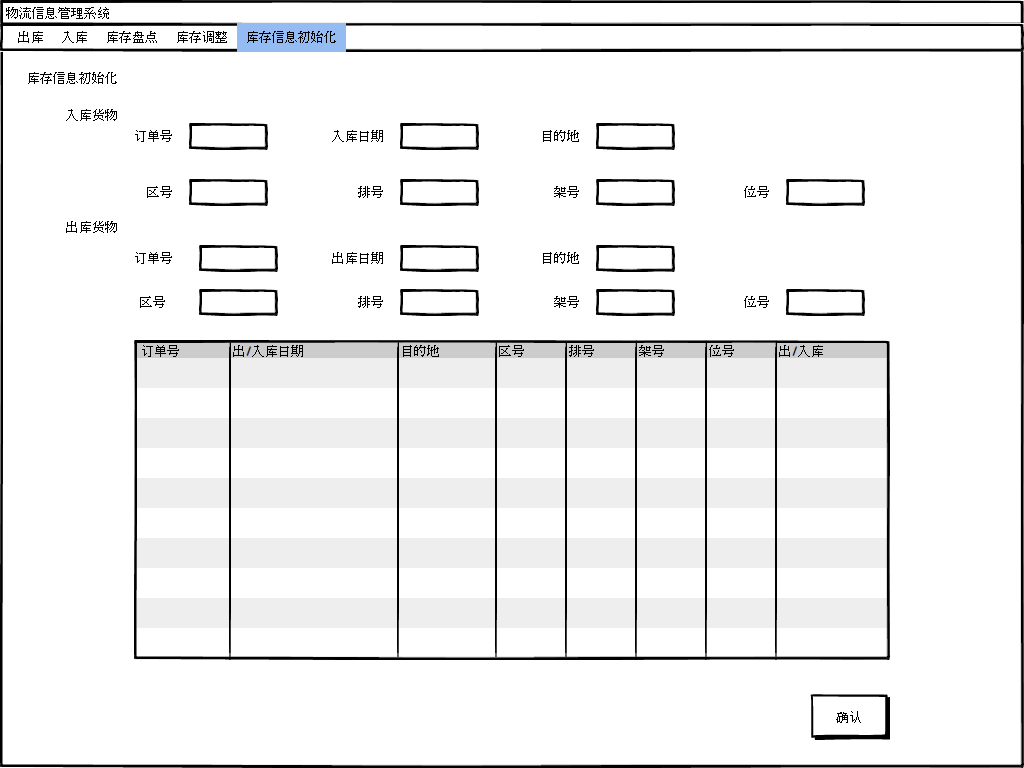 物流信息管理系统
出库 入库 库存盘点 库存调整 库存信息初始化
库存信息初始化
入库货物
订单号 入库日期 目的地
区号 排号 架号 位号
出库货物
订单号 出库日期 目的地
区号 排号 架号 位号
订单号 出/入库日期 目的地 区号 排号 架号 位号 出/入库
确认